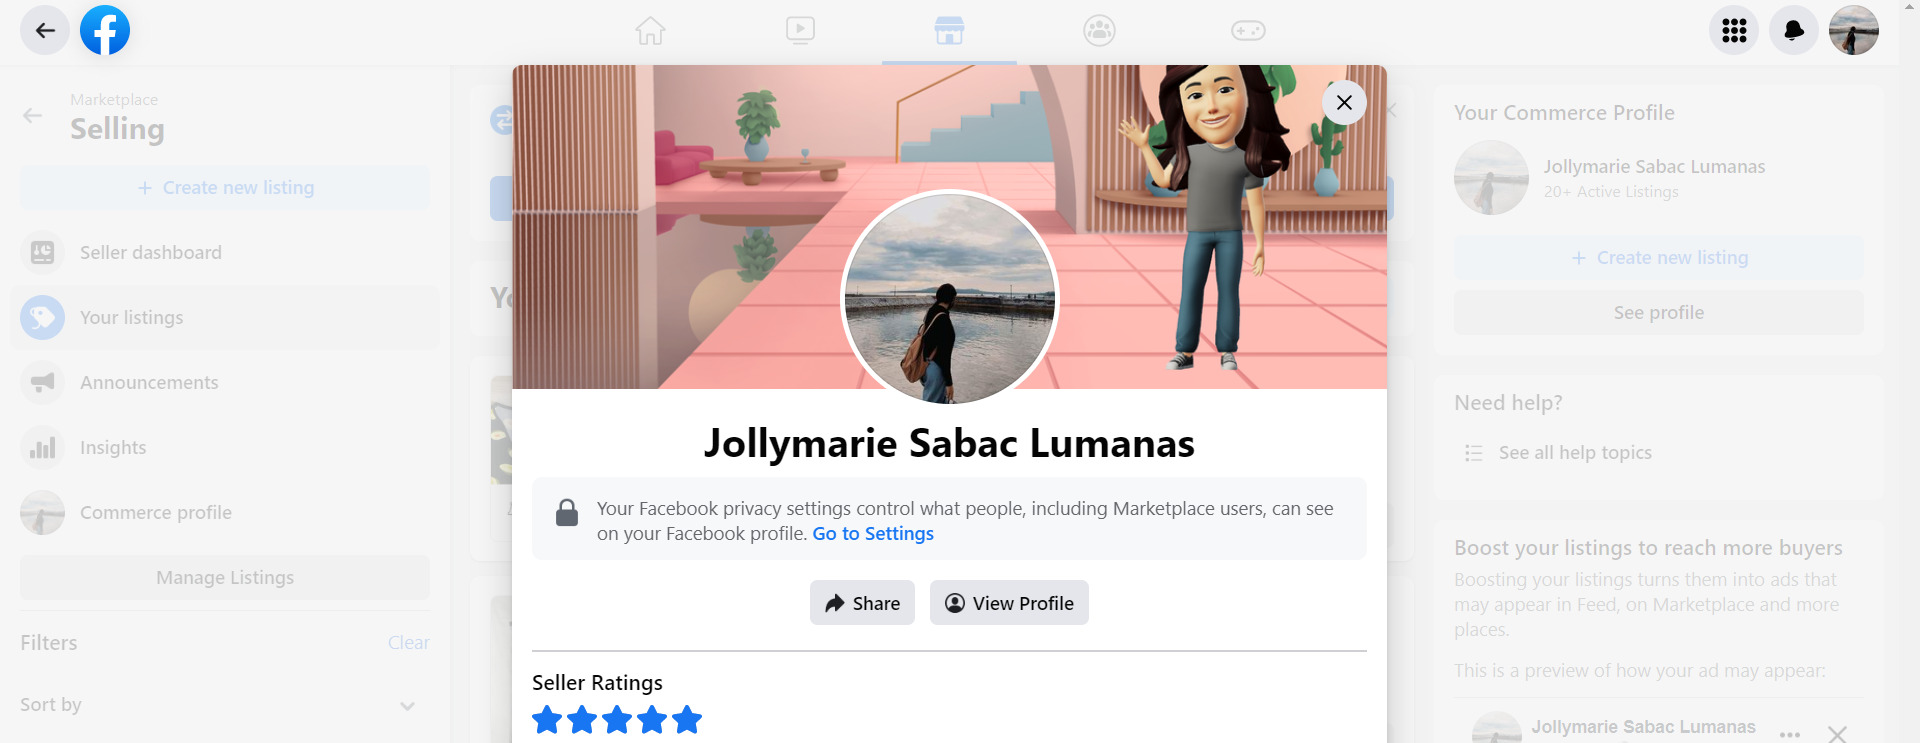 Marketplace
Selling
+ Create new listing
Seller dashboard
Your listings
Announcements
Insights
Commerce profile
Manage Listings
Filters
Clear
Sort by
Jollymarie Sabac Lumanas
Your Facebook privacy settings control what people, including Marketplace users, can see
on your Facebook profile. Go to Settings
Share
View Profile
Seller Ratings
Your Commerce Profile
Jollymarie Sabac Lumanas
20+ Active Listings
+ Create new listing
See profile
Need help?
See all help topics
Boost your listings to reach more buyers
Boosting your listings turns them into ads that
may appear in Feed, on Marketplace and more
places.
This is a preview of how your ad may appear:
Jollymarie Sabac Lumanas